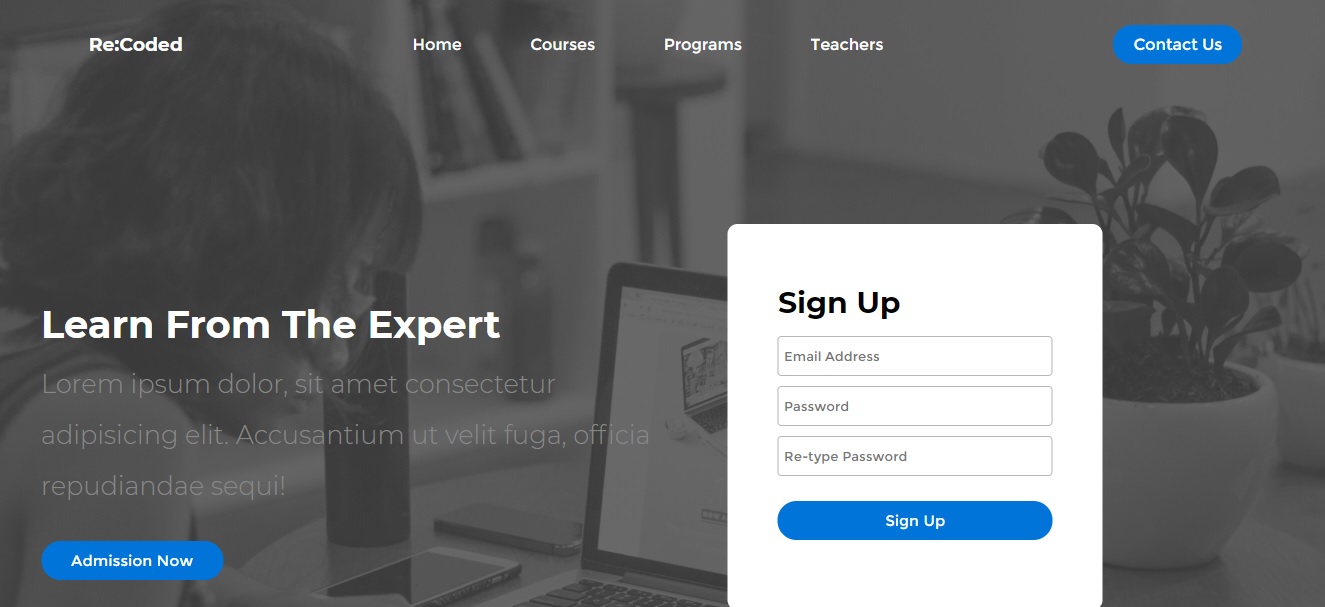 Re:Coded
Home
Courses
Programs
Teachers
Contact Us
Learn From The Expert
Lorem ipsum dolor, sit amet consectetur
adipisicing elit. Accusantium ut velit fuga, officia
repudiandae sequi!
Admission Now
Sign Up
Email Address
Password
Re-type Password
Sign Up